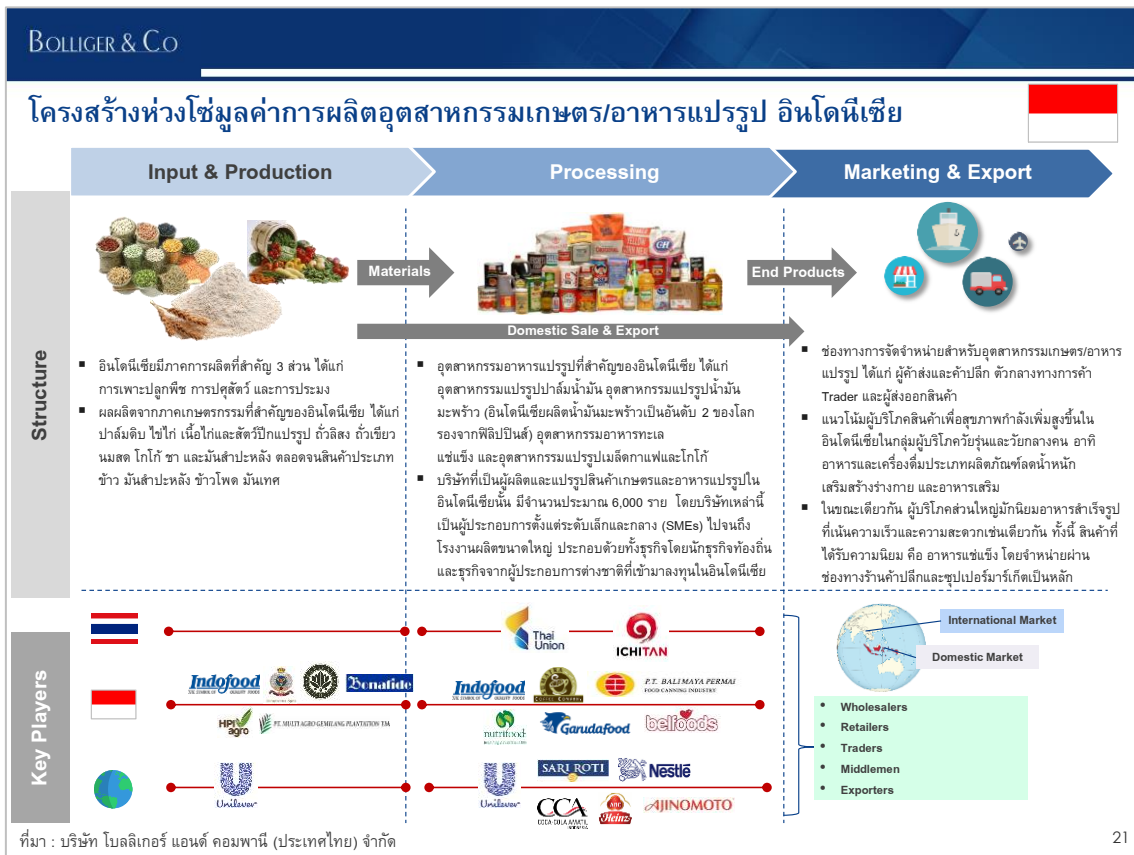 BOLLIGER & CO
โครงสร้างห่วงโซ่มูลค่าการผลิตอุตสาหกรรมเกษตร/อาหารแปรรูป อินโดนีเซีย
Input & Production
Processing
Marketing & Export
Structure
Materials
End Products
Domestic Sale & Export
▪ อินโดนีเซียมีภาคการผลิตที่สำคัญ 3 ส่วน ได้แก่
การเพาะปลูกพืช การปศุสัตว์ และการประมง
▪ ผลผลิตจากภาคเกษตรกรรมที่สำคัญของอินโดนีเซีย ได้แก่
ปาล์มดิบ ไข่ไก่ เนื้อไก่และสัตว์ปีกแปรรูป ถั่วลิสง ถั่วเขียว
นมสด โกโก้ ชา และมันสำปะหลัง ตลอดจนสินค้าประเภท
ข้าว มันสำปะหลัง ข้าวโพด มันเทศ
▪ อุตสาหกรรมอาหารแปรรูปที่สำคัญของอินโดนีเซีย ได้แก่
อุตสาหกรรมแปรรูปปาล์มน้ำมัน อุตสาหกรรมแปรรูปน้ำมัน
มะพร้าว (อินโดนีเซียผลิตน้ำมันมะพร้าวเป็นอันดับ 2 ของโลก
รองจากฟิลิปปินส์) อุตสาหกรรมอาหารทะเล
แช่แข็ง และอุตสาหกรรมแปรรูปเมล็ดกาแฟและโกโก้
▪ บริษัทที่เป็นผู้ผลิตและแปรรูปสินค้าเกษตรและอาหารแปรรูปใน
อินโดนีเซียนั้น มีจำนวนประมาณ 6,000 ราย โดยบริษัทเหล่านี้
เป็นผู้ประกอบการตั้งแต่ระดับเล็กและกลาง (SMEs) ไปจนถึง
โรงงานผลิตขนาดใหญ่ ประกอบด้วยทั้งธุรกิจโดยนักธุรกิจท้องถิ่น
และธุรกิจจากผู้ประกอบการต่างชาติที่เข้ามาลงทุนในอินโดนีเซีย
▪ ช่องทางการจัดจำหน่ายสำหรับอุตสาหกรรมเกษตร/อาหาร
แปรรูป ได้แก่ ผู้ค้าส่งและค้าปลีก ตัวกลางทางการค้า
Trader และผู้ส่งออกสินค้า
▪ แนวโน้มผู้บริโภคสินค้าเพื่อสุขภาพกำลังเพิ่มสูงขึ้นใน
อินโดนีเซียในกลุ่มผู้บริโภควัยรุ่นและวัยกลางคน อาทิ
อาหารและเครื่องดื่มประเภทผลิตภัณฑ์ลดน้ำหนัก
เสริมสร้างร่างกาย และอาหารเสริม
▪ ในขณะเดียวกัน ผู้บริโภคส่วนใหญ่มักนิยมอาหารสำเร็จรูป
ที่เน้นความเร็วและความสะดวกเช่นเดียวกัน ทั้งนี้ สินค้าที่
ได้รับความนิยม คือ อาหารแช่แข็ง โดยจำหน่ายผ่าน
ช่องทางร้านค้าปลีกและซุปเปอร์มาร์เก็ตเป็นหลัก
Key Players
Thai
Union
ICHITAN
Indofood
THE SYMBOL OF QUALITY FOODS
Bonafide
HPI
agro
PT. MULTI AGRO GEMILANG PLANTATION Tbk
Indofood
THE SYMBOL OF QUALITY FOODS
P.T. BALI MAYA PERMAI
FOOD CANNING INDUSTRY
nutrifood
Garudafood
belfoods
Unilever
Unilever
SARI ROTI
Nestlé
CCA
COCA-COLA AMATIL
INDONESIA
ABC
Heinz
AJINOMOTO
International Market
Domestic Market
• Wholesalers
• Retailers
• Traders
• Middlemen
• Exporters
ที่มา : บริษัท โบลลิเกอร์ แอนด์ คอมพานี (ประเทศไทย) จำกัด
21